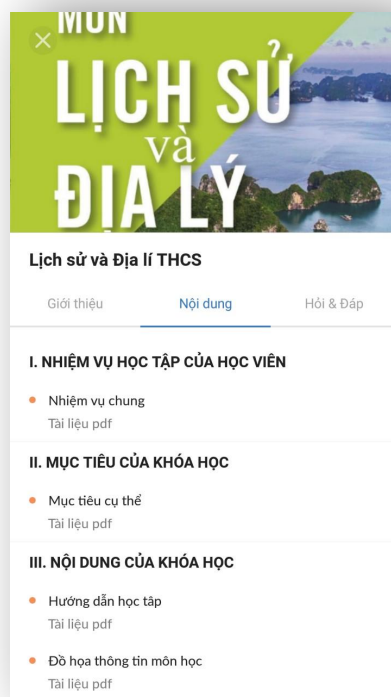 MÔN
LỊCH SỬ
và
ĐỊA LÝ
Lịch sử và Địa lí THCS
Giới thiệu
Nội dung
Hỏi & Đáp
I. NHIỆM VỤ HỌC TẬP CỦA HỌC VIÊN
Nhiệm vụ chung
Tài liệu pdf
II. MỤC TIÊU CỦA KHÓA HỌC
Mục tiêu cụ thể
Tài liệu pdf
III. NỘI DUNG CỦA KHÓA HỌC
Hướng dẫn học tâp
Tài liệu pdf
Đồ họa thông tin môn học
Tài liệu pdf